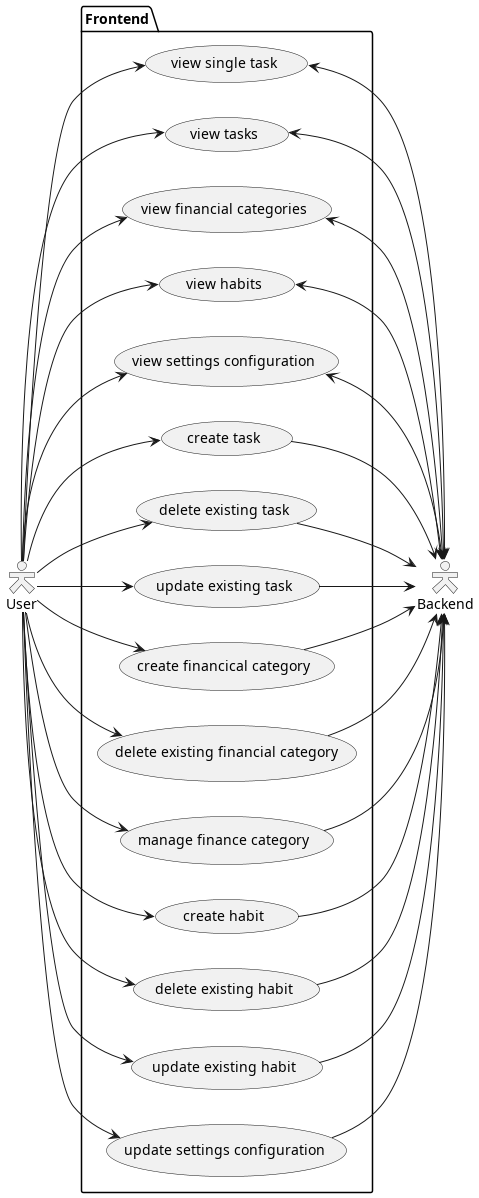 Frontend
view single task
view tasks
view financial categories
view habits
view settings configuration
create task
delete existing task
update existing task
User
Backend
create financical category
delete existing financial category
manage finance category
create habit
delete existing habit
update existing habit
update settings configuration